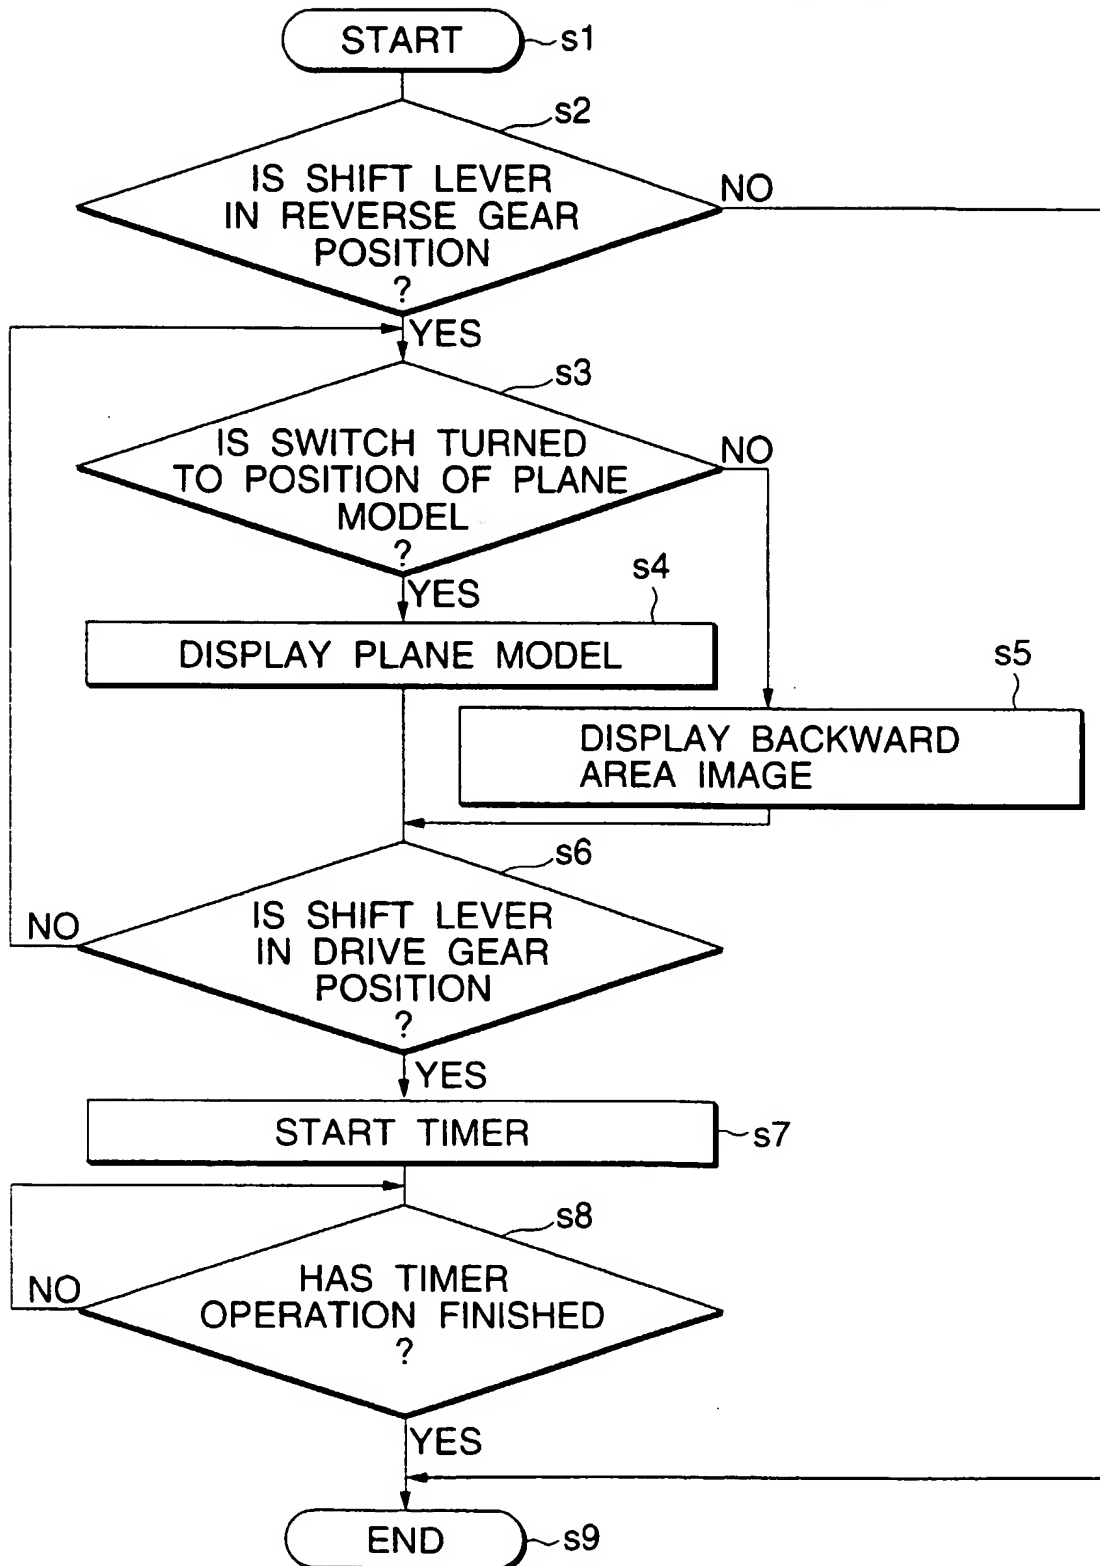 START
s1
s2
IS SHIFT LEVER
IN REVERSE GEAR
POSITION
?
NO
YES
s3
IS SWITCH TURNED
TO POSITION OF PLANE
MODEL
?
NO
YES
s4
DISPLAY PLANE MODEL
s5
DISPLAY BACKWARD
AREA IMAGE
s6
IS SHIFT LEVER
IN DRIVE GEAR
POSITION
?
NO
YES
START TIMER
s7
s8
HAS TIMER
OPERATION FINISHED
?
NO
YES
END
s9